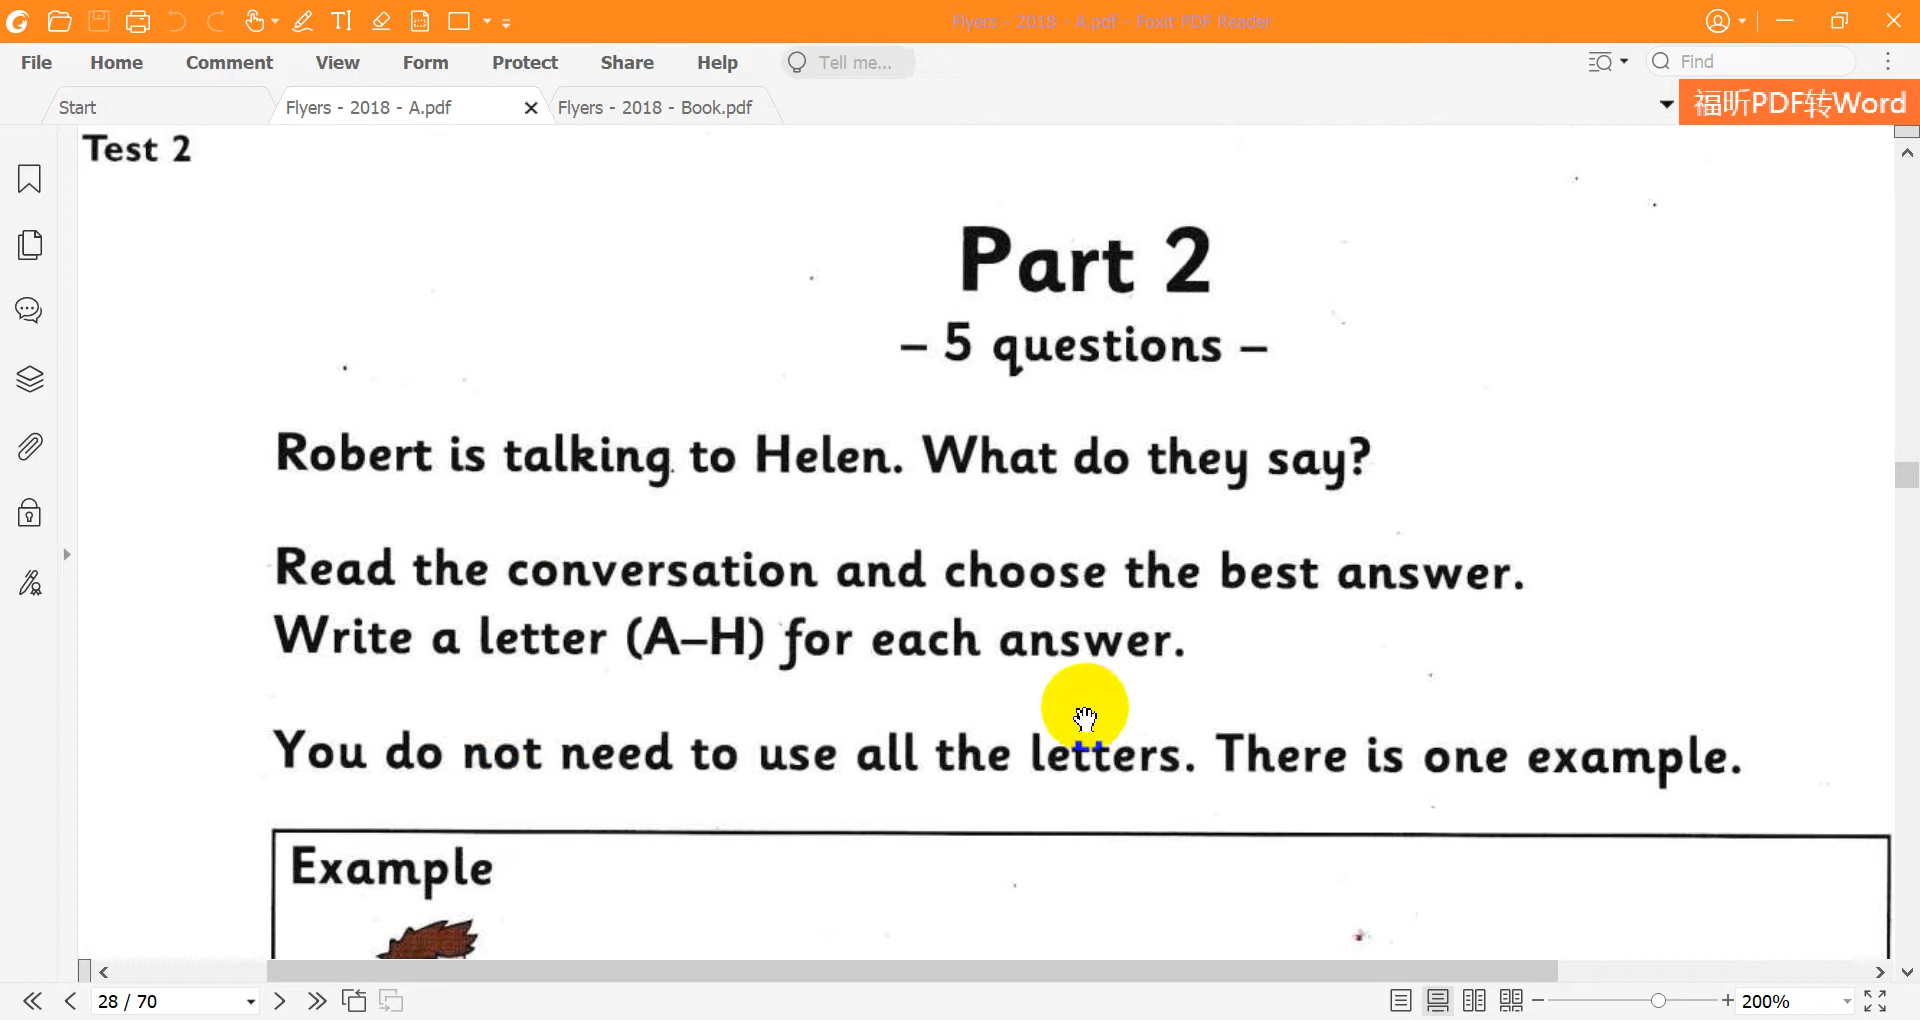 Flyers - 2018 - A.pdf - Foxit PDF Reader
File Home Comment View Form Protect Share Help Tell me... Find
Start Flyers - 2018 - A.pdf Flyers - 2018 - Book.pdf 福昕PDF转Word
Test 2
Part 2
– 5 questions –
Robert is talking to Helen. What do they say?
Read the conversation and choose the best answer.
Write a letter (A–H) for each answer.
You do not need to use all the letters. There is one example.
Example
28 / 70 200%